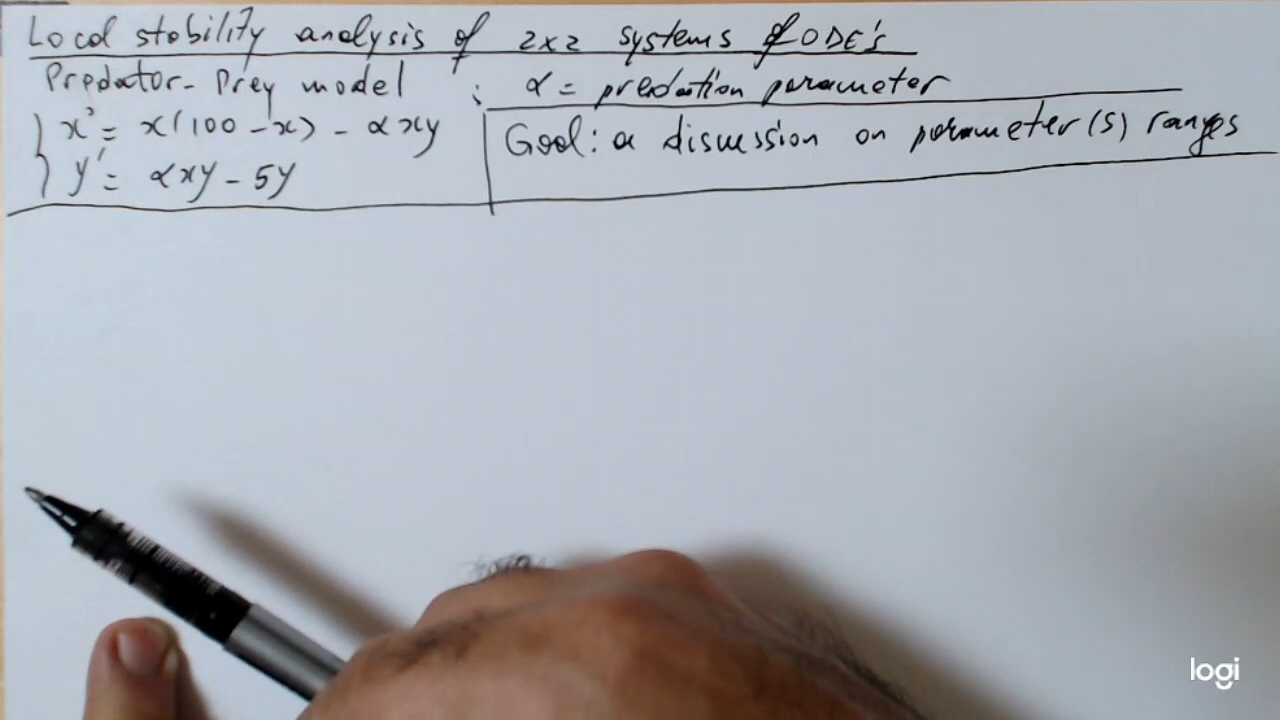 Local stability analysis of 2x2 systems of ODE's
Predator-Prey model ; α = predation parameter
x' = x(100 - x) - αxy
Goal: a discussion on parameter(s) ranges
y' = αxy - 5y
logi